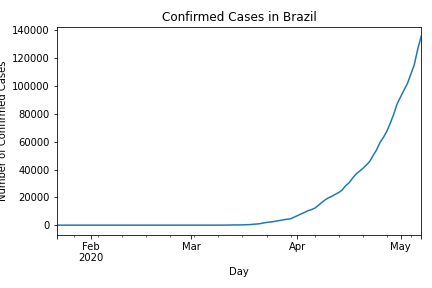 Confirmed Cases in Brazil
Number of Confirmed Cases
140000
120000
100000
80000
60000
40000
20000
0
Feb
2020
Mar
Apr
May
Day